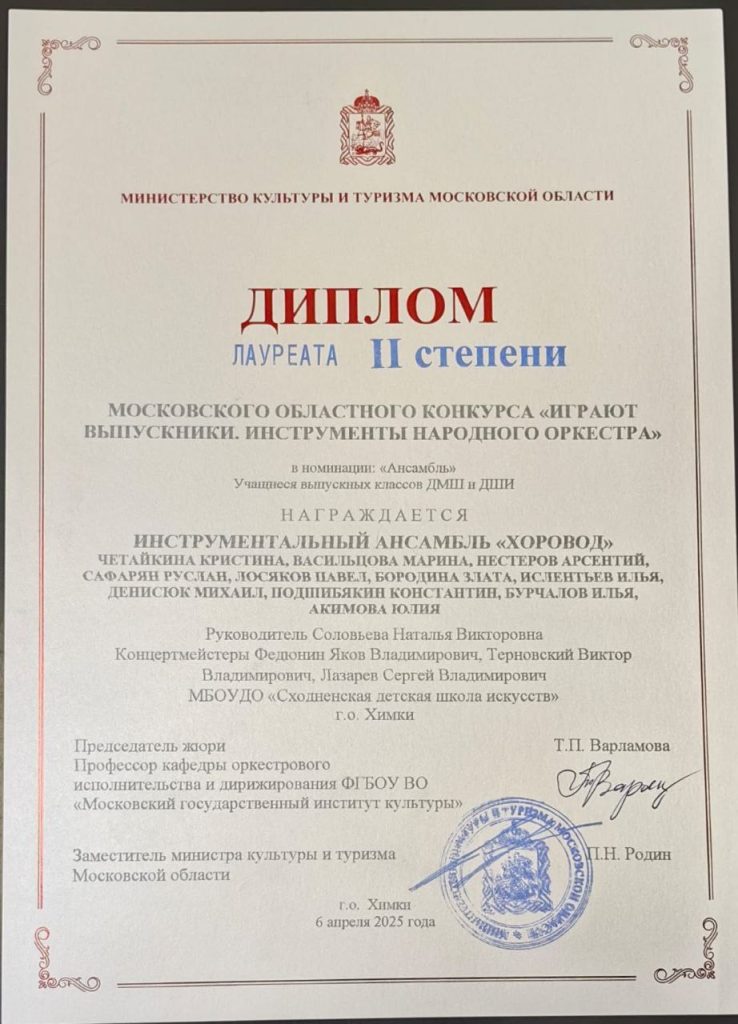 МИНИСТЕРСТВО КУЛЬТУРЫ И ТУРИЗМА МОСКОВСКОЙ ОБЛАСТИ
ДИПЛОМ
ЛАУРЕАТА II степени
МОСКОВСКОГО ОБЛАСТНОГО КОНКУРСА «ИГРАЮТ
ВЫПУСКНИКИ. ИНСТРУМЕНТЫ НАРОДНОГО ОРКЕСТРА»
в номинации: «Ансамбль»
Учащиеся выпускных классов ДМШ и ДШИ
НАГРАЖДАЕТСЯ
ИНСТРУМЕНТАЛЬНЫЙ АНСАМБЛЬ «ХОРОВОД»
ЧЕТАЙКИНА КРИСТИНА, ВАСИЛЬЦОВА МАРИНА, НЕСТЕРОВ АРСЕНТИЙ,
САФАРЯН РУСЛАН, ЛОСЯКОВ ПАВЕЛ, БОРОДИНА ЗЛАТА, ИСЛЕНТЬЕВ ИЛЬЯ,
ДЕНИСЮК МИХАИЛ, ПОДШИБЯКИН КОНСТАНТИН, БУРЧАЛОВ ИЛЬЯ,
АКИМОВА ЮЛИЯ
Руководитель Соловьева Наталья Викторовна
Концертмейстеры Федюнин Яков Владимирович, Терновский Виктор
Владимирович, Лазарев Сергей Владимирович
МБОУДО «Сходненская детская школа искусств»
г.о. Химки
Председатель жюри Т.П. Варламова
Профессор кафедры оркестрового
исполнительства и дирижирования ФГБОУ ВО
«Московский государственный институт культуры»
Заместитель министра культуры и туризма П.Н. Родин
Московской области
г.о. Химки
6 апреля 2025 года